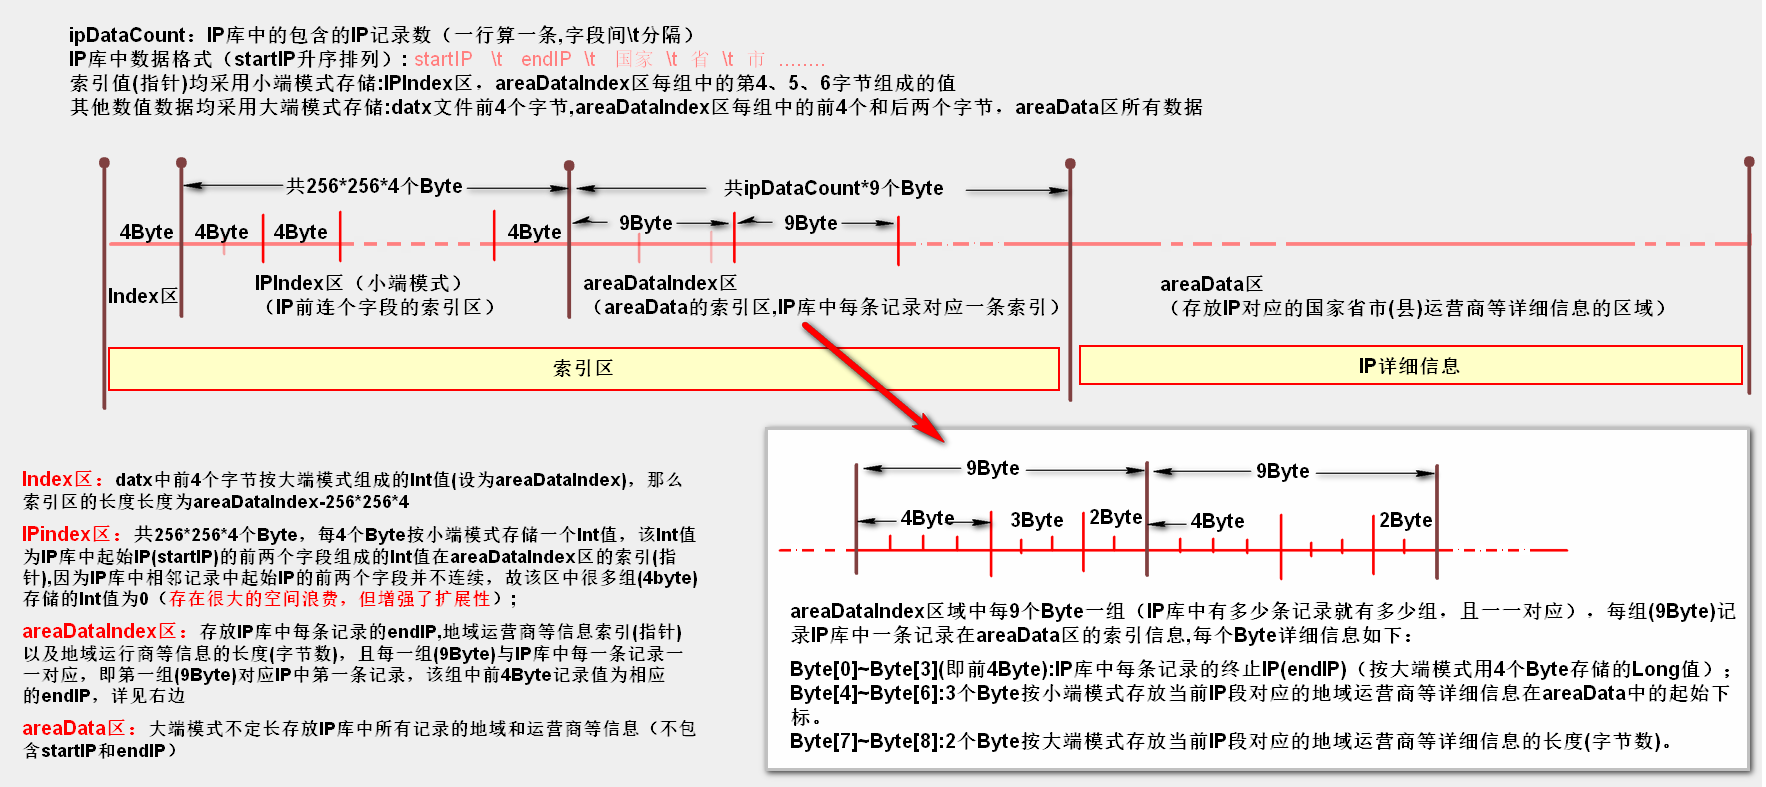 ipDataCount：IP库中的包含的IP记录数（一行算一条,字段间\t分隔）
IP库中数据格式（startIP升序排列）: startIP \t endIP \t 国家 \t 省 \t 市 ........
索引值(指针)均采用小端模式存储:IPIndex区，areaDataIndex区每组中的第4、5、6字节组成的值
其他数值数据均采用大端模式存储:datx文件前4个字节,areaDataIndex区每组中的前4个和后两个字节，areaData区所有数据
共256*256*4个Byte
共ipDataCount*9个Byte
4Byte
4Byte
4Byte
4Byte
9Byte
9Byte
Index区
IPIndex区（小端模式）
（IP前连个字段的索引区）
areaDataIndex区
（areaData的索引区,IP库中每条记录对应一条索引）
areaData区
（存放IP对应的国家省市(县)运营商等详细信息的区域）
索引区
IP详细信息
Index区：datx中前4个字节按大端模式组成的Int值(设为areaDataIndex)，那么
索引区的长度长度为areaDataIndex-256*256*4
IPindex区：共256*256*4个Byte，每4个Byte按小端模式存储一个Int值，该Int值
为IP库中起始IP(startIP)的前两个字段组成的Int值在areaDataIndex区的索引(指
针),因为IP库中相邻记录中起始IP的前两个字段并不连续，故该区中很多组(4byte)
存储的Int值为0（存在很大的空间浪费，但增强了扩展性）;
areaDataIndex区：存放IP库中每条记录的endIP,地域运营商等信息索引(指针)
以及地域运行商等信息的长度(字节数)，且每一组(9Byte)与IP库中每一条记录一
一对应，即第一组(9Byte)对应IP中第一条记录，该组中前4Byte记录值为相应
的endIP，详见右边
areaData区：大端模式不定长存放IP库中所有记录的地域和运营商等信息（不包
含startIP和endIP）
9Byte
9Byte
4Byte
3Byte
2Byte
4Byte
2Byte
areaDataIndex区域中每9个Byte一组（IP库中有多少条记录就有多少组，且一一对应），每组(9Byte)记
录IP库中一条记录在areaData区的索引信息,每个Byte详细信息如下：
Byte[0]~Byte[3](即前4Byte):IP库中每条记录的终止IP(endIP)（按大端模式用4个Byte存储的Long值）；
Byte[4]~Byte[6]:3个Byte按小端模式存放当前IP段对应的地域运营商等详细信息在areaData中的起始下
标。
Byte[7]~Byte[8]:2个Byte按大端模式存放当前IP段对应的地域运营商等详细信息的长度(字节数)。